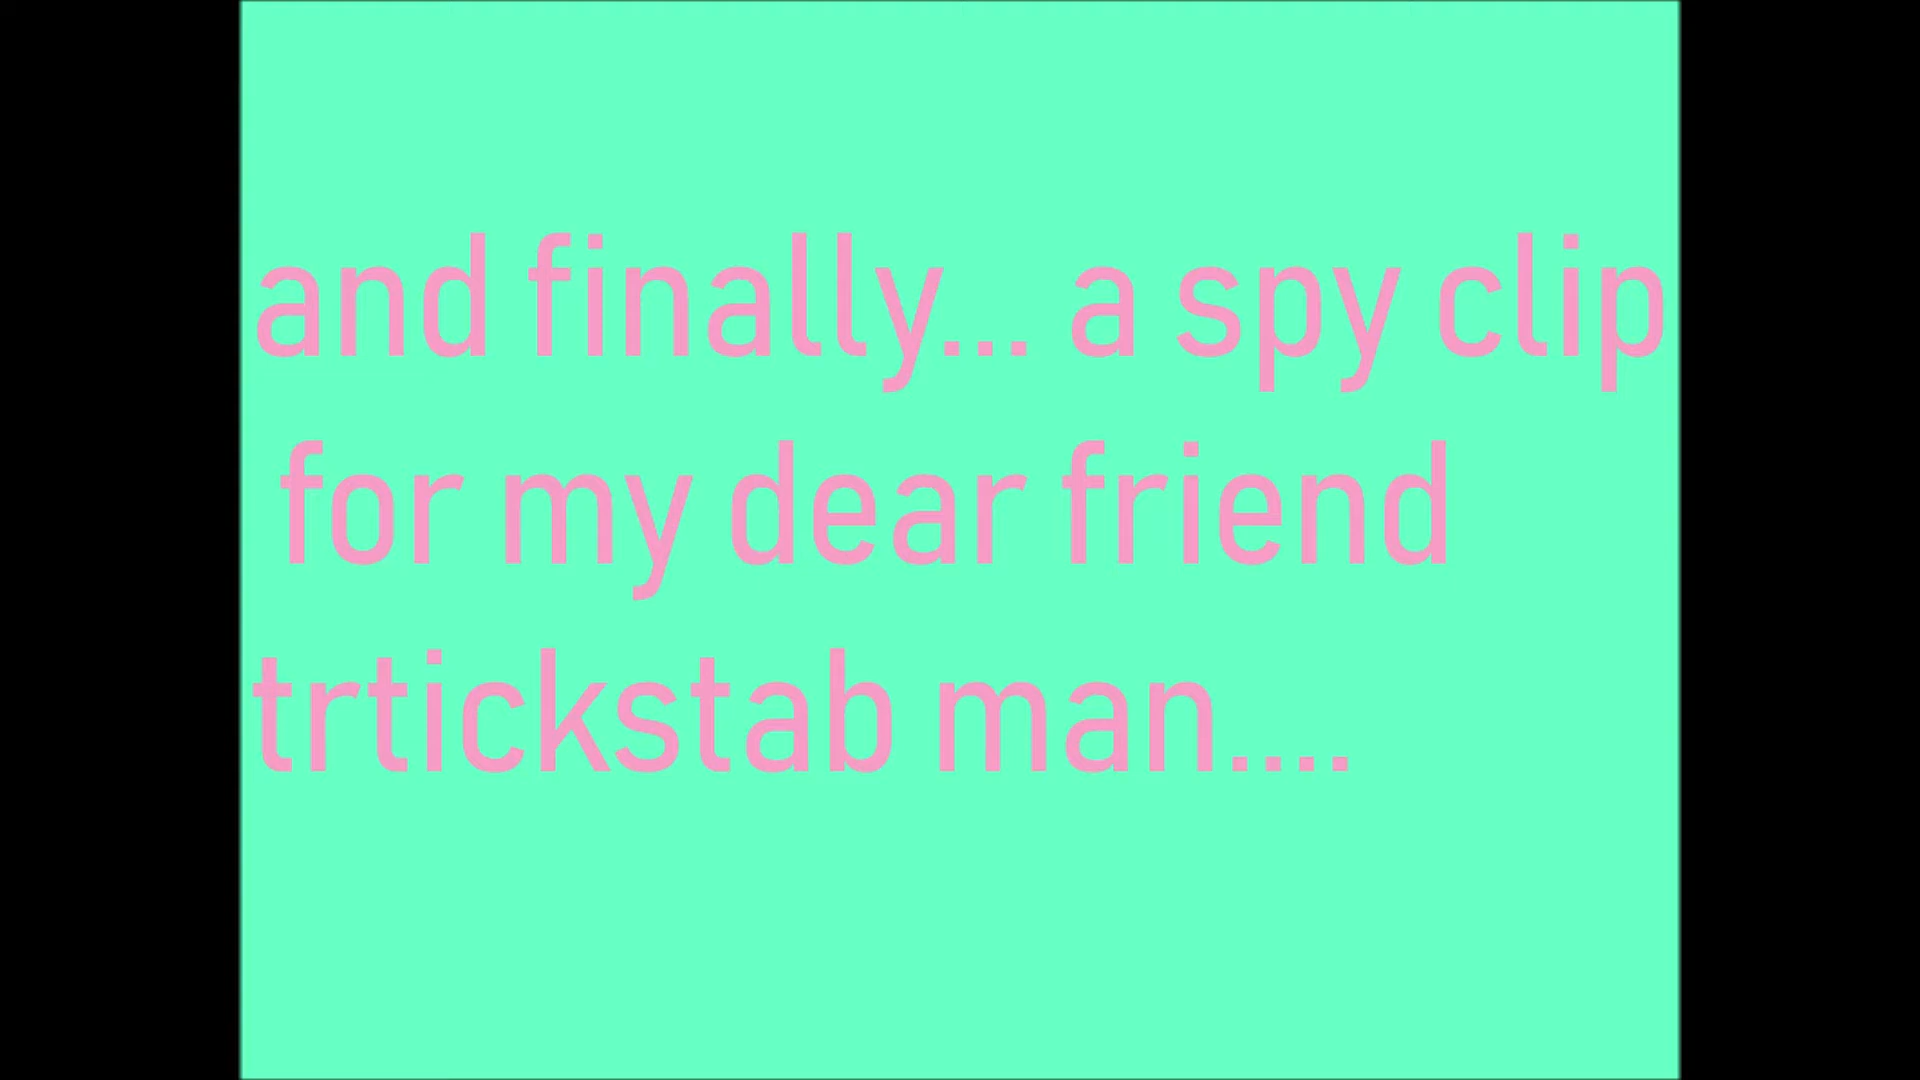 and finally... a spy clip
for my dear friend
trtickstab man....